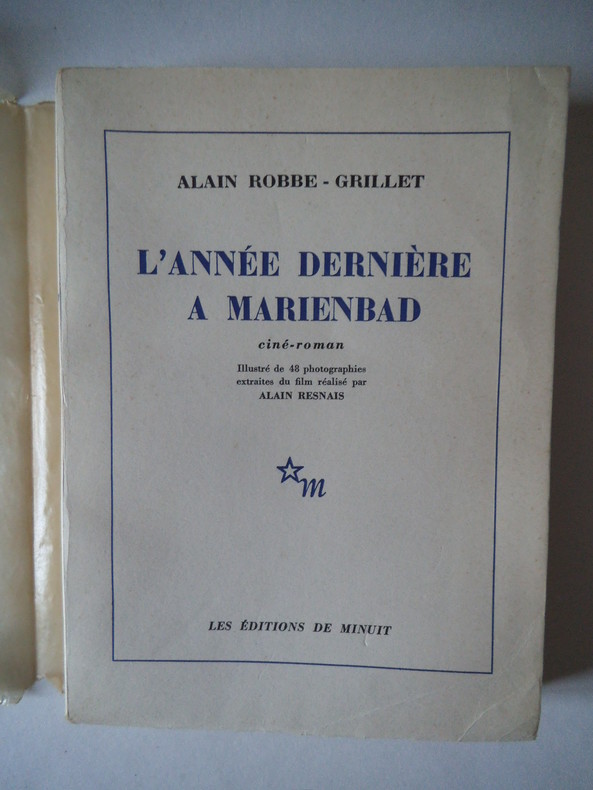 ALAIN ROBBE - GRILLET
L'ANNÉE DERNIÈRE
A MARIENBAD
ciné-roman
Illustré de 48 photographies
extraites du film réalisé par
ALAIN RESNAIS
m
LES ÉDITIONS DE MINUIT